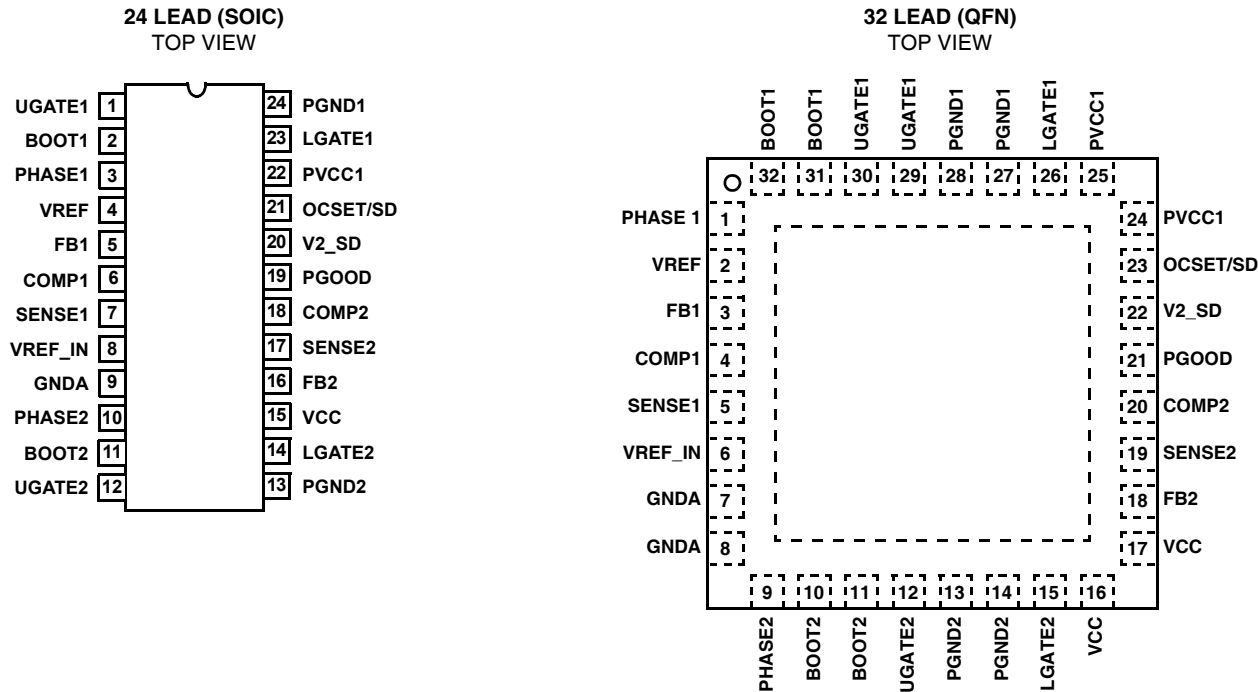 24 LEAD (SOIC)
TOP VIEW
UGATE1 1
BOOT1 2
PHASE1 3
VREF 4
FB1 5
COMP1 6
SENSE1 7
VREF_IN 8
GNDA 9
PHASE2 10
BOOT2 11
UGATE2 12
24 PGND1
23 LGATE1
22 PVCC1
21 OCSET/SD
20 V2_SD
19 PGOOD
18 COMP2
17 SENSE2
16 FB2
15 VCC
14 LGATE2
13 PGND2
32 LEAD (QFN)
TOP VIEW
BOOT1 32
BOOT1 31
UGATE1 30
UGATE1 29
PGND1 28
PGND1 27
LGATE1 26
PVCC1 25
PHASE 1 1
VREF 2
FB1 3
COMP1 4
SENSE1 5
VREF_IN 6
GNDA 7
GNDA 8
24 PVCC1
23 OCSET/SD
22 V2_SD
21 PGOOD
20 COMP2
19 SENSE2
18 FB2
17 VCC
9 PHASE2
10 BOOT2
11 BOOT2
12 UGATE2
13 PGND2
14 PGND2
15 LGATE2
16 VCC